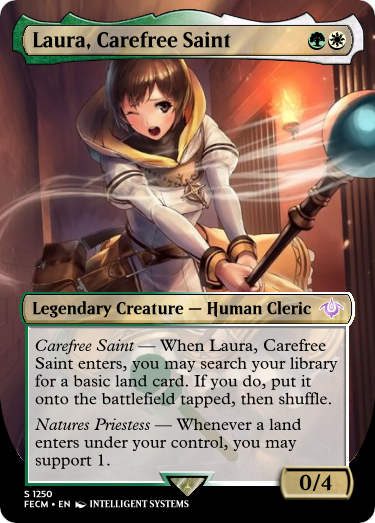 Laura, Carefree Saint
Legendary Creature — Human Cleric
Carefree Saint — When Laura, Carefree
Saint enters, you may search your library
for a basic land card. If you do, put it
onto the battlefield tapped, then shuffle.
Natures Priestess — Whenever a land
enters under your control, you may
support 1.
0/4
S 1250
FECM • EN INTELLIGENT SYSTEMS